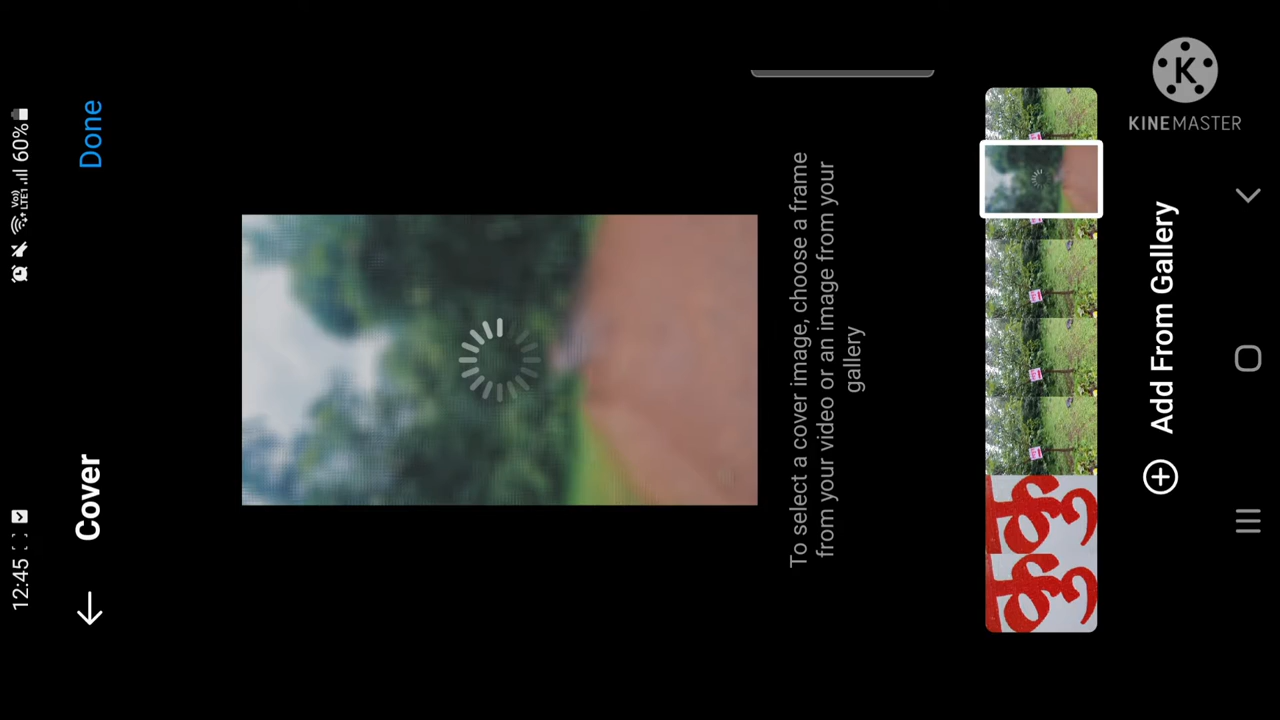 12:45
LTE1
60%
Cover
Done
To select a cover image, choose a frame
from your video or an image from your
gallery
Add From Gallery
KINEMASTER